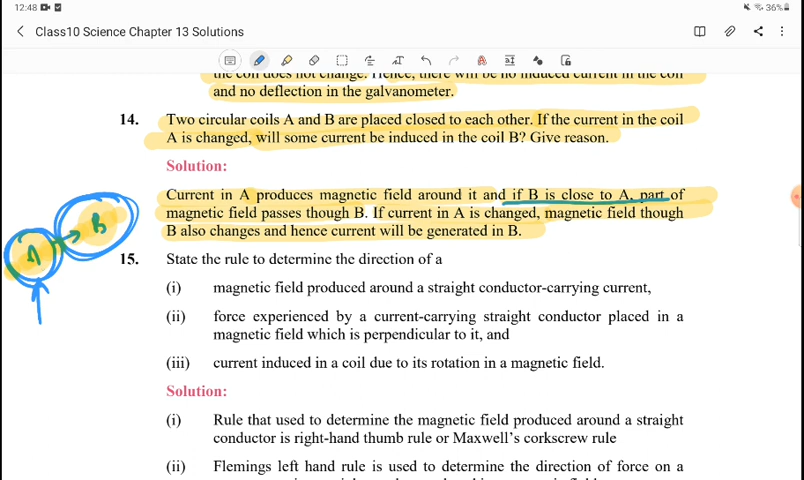 12:48
36%
Class10 Science Chapter 13 Solutions
the coil does not change. Hence, there will be no induced current in the coil
and no deflection in the galvanometer.
14. Two circular coils A and B are placed closed to each other. If the current in the coil
A is changed, will some current be induced in the coil B? Give reason.
Solution:
Current in A produces magnetic field around it and if B is close to A, part of
magnetic field passes though B. If current in A is changed, magnetic field though
B also changes and hence current will be generated in B.
A B
15. State the rule to determine the direction of a
(i) magnetic field produced around a straight conductor-carrying current,
(ii) force experienced by a current-carrying straight conductor placed in a
magnetic field which is perpendicular to it, and
(iii) current induced in a coil due to its rotation in a magnetic field.
Solution:
(i) Rule that used to determine the magnetic field produced around a straight
conductor is right-hand thumb rule or Maxwell's corkscrew rule
(ii) Flemings left hand rule is used to determine the direction of force on a